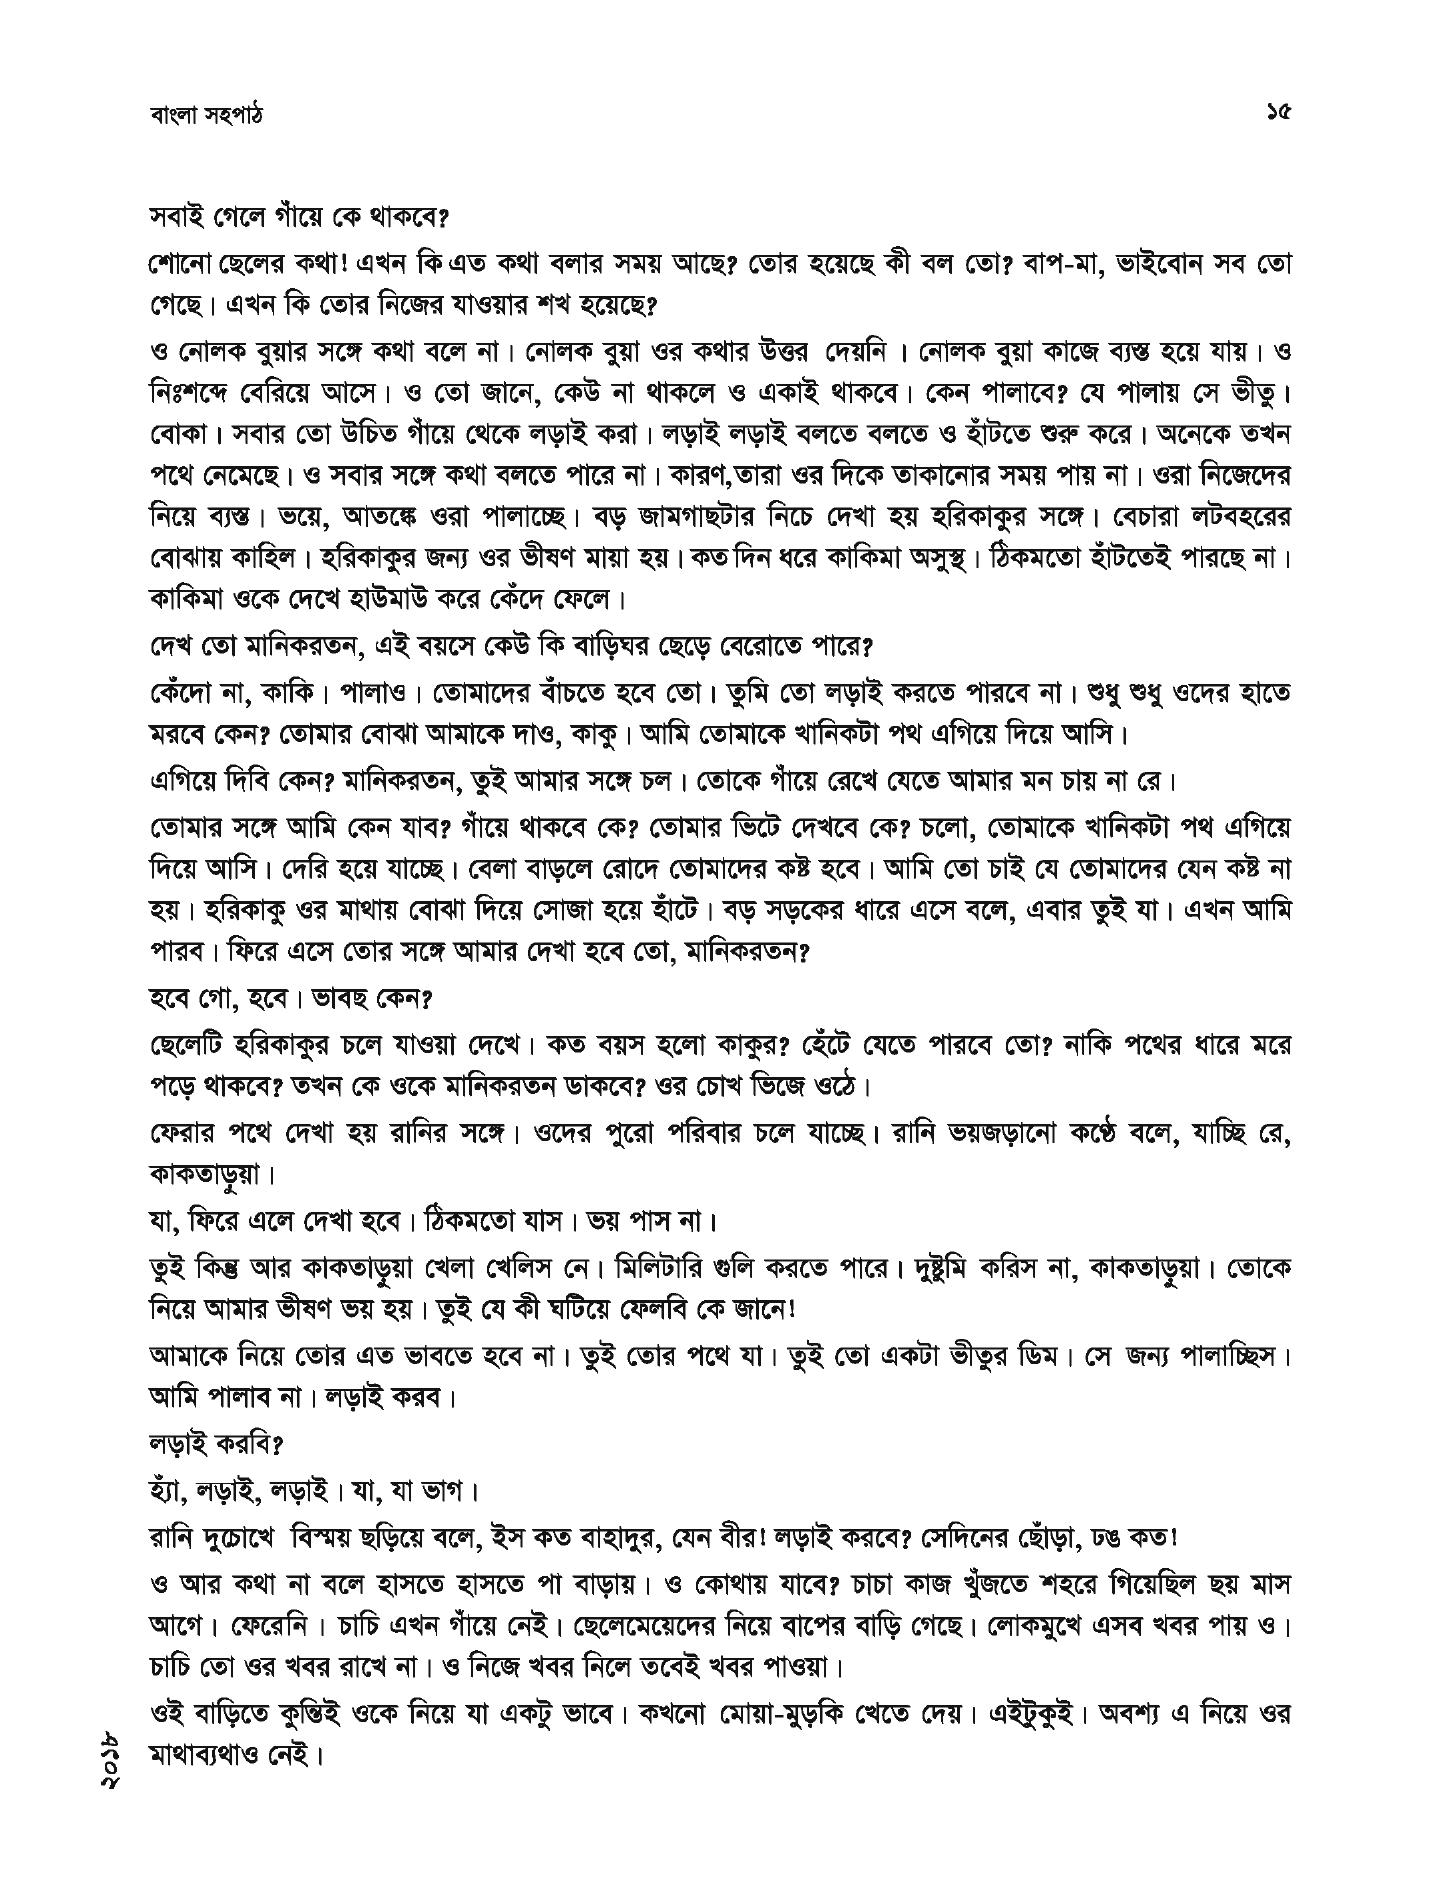 বাংলা সহপাঠ
১৫
সবাই গেলে গাঁয়ে কে থাকবে?
শোনো ছেলের কথা! এখন কি এত কথা বলার সময় আছে? তোর হয়েছে কী বল তো? বাপ-মা, ভাইবোন সব তো
গেছে। এখন কি তোর নিজের যাওয়ার শখ হয়েছে?
ও নোলক বুয়ার সঙ্গে কথা বলে না। নোলক বুয়া ওর কথার উত্তর দেয়নি । নোলক বুয়া কাজে ব্যস্ত হয়ে যায়। ও
নিঃশব্দে বেরিয়ে আসে। ও তো জানে, কেউ না থাকলে ও একাই থাকবে। কেন পালাবে? যে পালায় সে ভীতু।
বোকা। সবার তো উচিত গাঁয়ে থেকে লড়াই করা। লড়াই লড়াই বলতে বলতে ও হাঁটতে শুরু করে। অনেকে তখন
পথে নেমেছে। ও সবার সঙ্গে কথা বলতে পারে না। কারণ,তারা ওর দিকে তাকানোর সময় পায় না। ওরা নিজেদের
নিয়ে ব্যস্ত। ভয়ে, আতঙ্কে ওরা পালাচ্ছে। বড় জামগাছটার নিচে দেখা হয় হরিকাকুর সঙ্গে। বেচারা লটবহরের
বোঝায় কাহিল। হরিকাকুর জন্য ওর ভীষণ মায়া হয়। কত দিন ধরে কাকিমা অসুস্থ। ঠিকমতো হাঁটতেই পারছে না।
কাকিমা ওকে দেখে হাউমাউ করে কেঁদে ফেলে।
দেখ তো মানিকরতন, এই বয়সে কেউ কি বাড়িঘর ছেড়ে বেরোতে পারে?
কেঁদো না, কাকি। পালাও। তোমাদের বাঁচতে হবে তো। তুমি তো লড়াই করতে পারবে না। শুধু শুধু ওদের হাতে
মরবে কেন? তোমার বোঝা আমাকে দাও, কাকু। আমি তোমাকে খানিকটা পথ এগিয়ে দিয়ে আসি।
এগিয়ে দিবি কেন? মানিকরতন, তুই আমার সঙ্গে চল। তোকে গাঁয়ে রেখে যেতে আমার মন চায় না রে।
তোমার সঙ্গে আমি কেন যাব? গাঁয়ে থাকবে কে? তোমার ভিটে দেখবে কে? চলো, তোমাকে খানিকটা পথ এগিয়ে
দিয়ে আসি। দেরি হয়ে যাচ্ছে। বেলা বাড়লে রোদে তোমাদের কষ্ট হবে। আমি তো চাই যে তোমাদের যেন কষ্ট না
হয়। হরিকাকু ওর মাথায় বোঝা দিয়ে সোজা হয়ে হাঁটে। বড় সড়কের ধারে এসে বলে, এবার তুই যা। এখন আমি
পারব। ফিরে এসে তোর সঙ্গে আমার দেখা হবে তো, মানিকরতন?
হবে গো, হবে। ভাবছ কেন?
ছেলেটি হরিকাকুর চলে যাওয়া দেখে। কত বয়স হলো কাকুর? হেঁটে যেতে পারবে তো? নাকি পথের ধারে মরে
পড়ে থাকবে? তখন কে ওকে মানিকরতন ডাকবে? ওর চোখ ভিজে ওঠে।
ফেরার পথে দেখা হয় রানির সঙ্গে। ওদের পুরো পরিবার চলে যাচ্ছে। রানি ভয়জড়ানো কণ্ঠে বলে, যাচ্ছি রে,
কাকতাড়ুয়া।
যা, ফিরে এলে দেখা হবে। ঠিকমতো যাস। ভয় পাস না।
তুই কিন্তু আর কাকতাড়ুয়া খেলা খেলিস নে। মিলিটারি গুলি করতে পারে। দুষ্টুমি করিস না, কাকতাড়ুয়া। তোকে
নিয়ে আমার ভীষণ ভয় হয়। তুই যে কী ঘটিয়ে ফেলবি কে জানে!
আমাকে নিয়ে তোর এত ভাবতে হবে না। তুই তোর পথে যা। তুই তো একটা ভীতুর ডিম। সে জন্য পালাচ্ছিস।
আমি পালাব না। লড়াই করব।
লড়াই করবি?
হ্যাঁ, লড়াই, লড়াই। যা, যা ভাগ।
রানি দুচোখে বিস্ময় ছড়িয়ে বলে, ইস কত বাহাদুর, যেন বীর! লড়াই করবে? সেদিনের ছোঁড়া, ঢঙ কত!
ও আর কথা না বলে হাসতে হাসতে পা বাড়ায়। ও কোথায় যাবে? চাচা কাজ খুঁজতে শহরে গিয়েছিল ছয় মাস
আগে। ফেরেনি। চাচি এখন গাঁয়ে নেই। ছেলেমেয়েদের নিয়ে বাপের বাড়ি গেছে। লোকমুখে এসব খবর পায় ও।
চাচি তো ওর খবর রাখে না। ও নিজে খবর নিলে তবেই খবর পাওয়া।
ওই বাড়িতে কুন্তিই ওকে নিয়ে যা একটু ভাবে। কখনো মোয়া-মুড়কি খেতে দেয়। এইটুকুই। অবশ্য এ নিয়ে ওর
মাথাব্যথাও নেই।
২০১৮